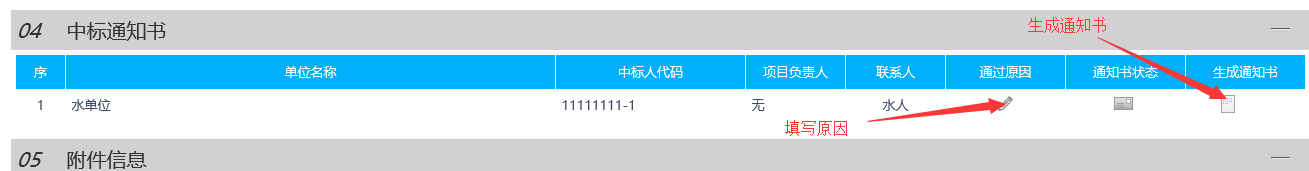 04 中标通知书
生成通知书
序 单位名称 中标人代码 项目负责人 联系人 通过原因 通知书状态 生成通知书
1 水单位 11111111-1 无 水人
填写原因
05 附件信息